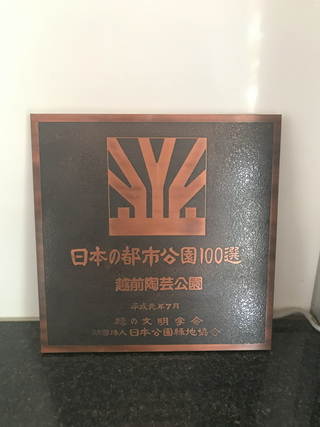 日本の都市公園100選
越前陶芸公園
平成元年7月
緑の文明学会
財団法人 日本公園緑地協会